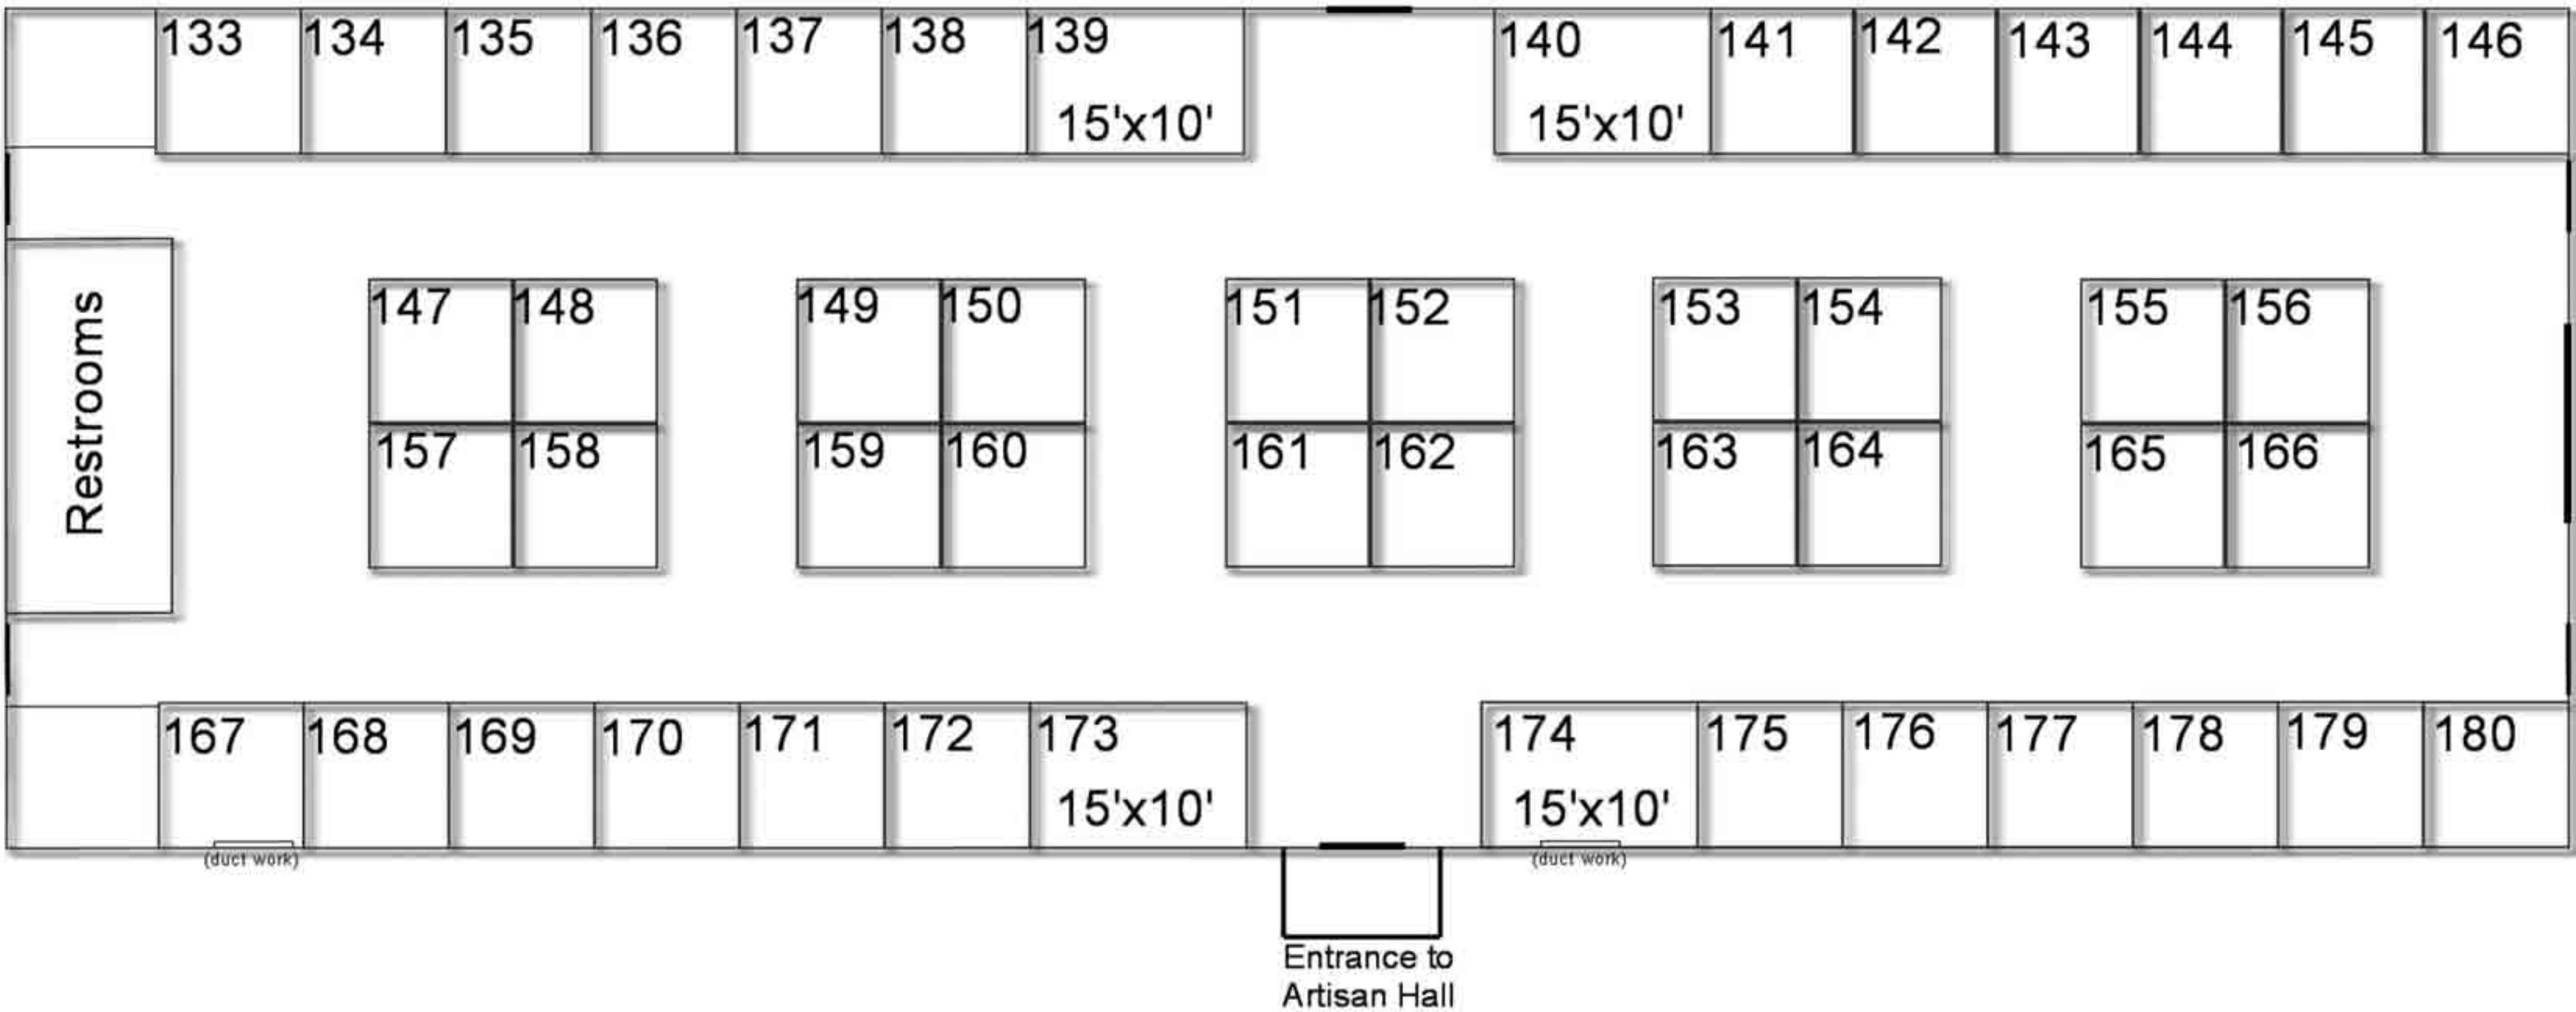 133 134 135 136 137 138 139 140 141 142 143 144 145 146
15'x10' 15'x10'
Restrooms
147 148 149 150 151 152 153 154 155 156
157 158 159 160 161 162 163 164 165 166
167 168 169 170 171 172 173 174 175 176 177 178 179 180
15'x10' 15'x10'
(duct work) (duct work)
Entrance to
Artisan Hall